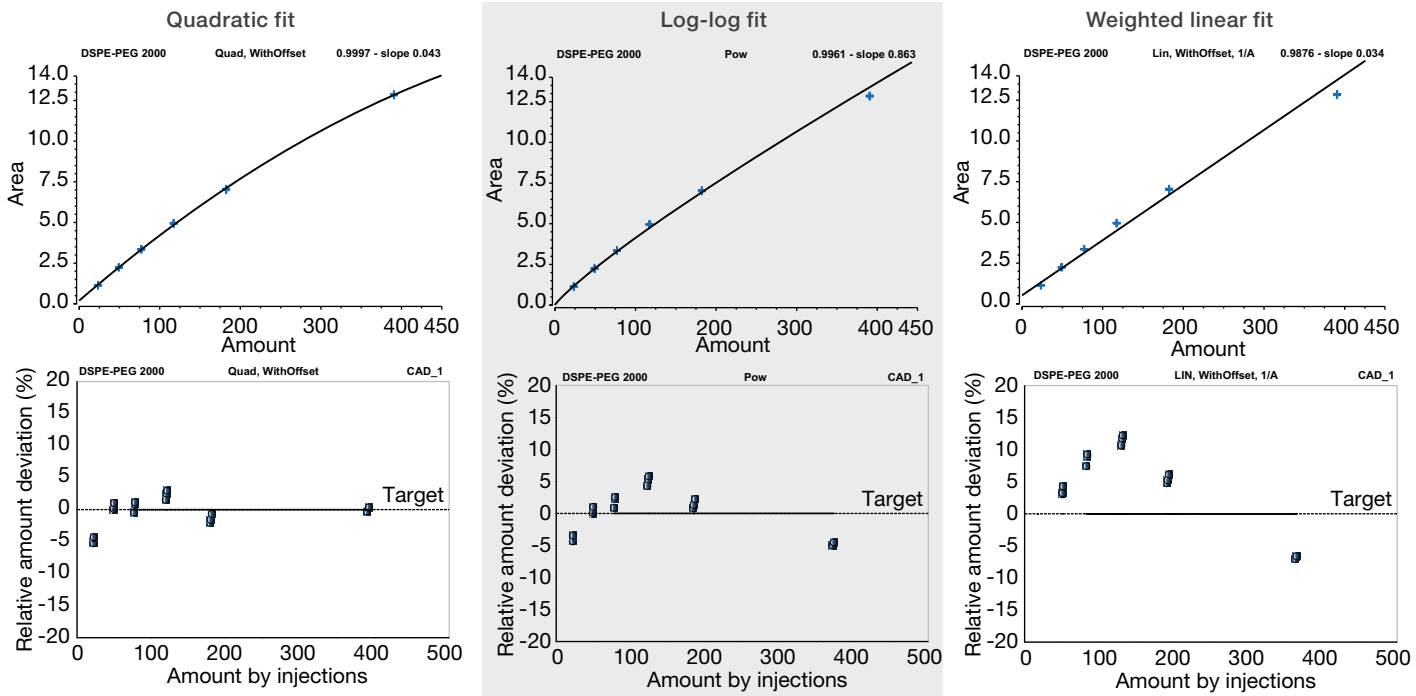 Quadratic fit
DSPE-PEG 2000 Quad, WithOffset 0.9997 - slope 0.043
14.0
12.5
10.0
7.5
5.0
2.5
0.0
Area
0 100 200 300 400 450
Amount
DSPE-PEG 2000 Quad, WithOffset CAD_1
20
15
10
5
0
-5
-10
-15
-20
Relative amount deviation (%)
Target
0 100 200 300 400 500
Amount by injections
Log-log fit
DSPE-PEG 2000 Pow 0.9961 - slope 0.863
14.0
12.5
10.0
7.5
5.0
2.5
0.0
Area
0 100 200 300 400 450
Amount
DSPE-PEG 2000 Pow CAD_1
20
15
10
5
0
-5
-10
-15
-20
Relative amount deviation (%)
Target
0 100 200 300 400 500
Amount by injections
Weighted linear fit
DSPE-PEG 2000 Lin, WithOffset, 1/A 0.9876 - slope 0.034
14.0
12.5
10.0
7.5
5.0
2.5
0.0
Area
0 100 200 300 400 450
Amount
DSPE-PEG 2000 LIN, WithOffset, 1/A CAD_1
20
15
10
5
0
-5
-10
-15
-20
Relative amount deviation (%)
Target
0 100 200 300 400 500
Amount by injections